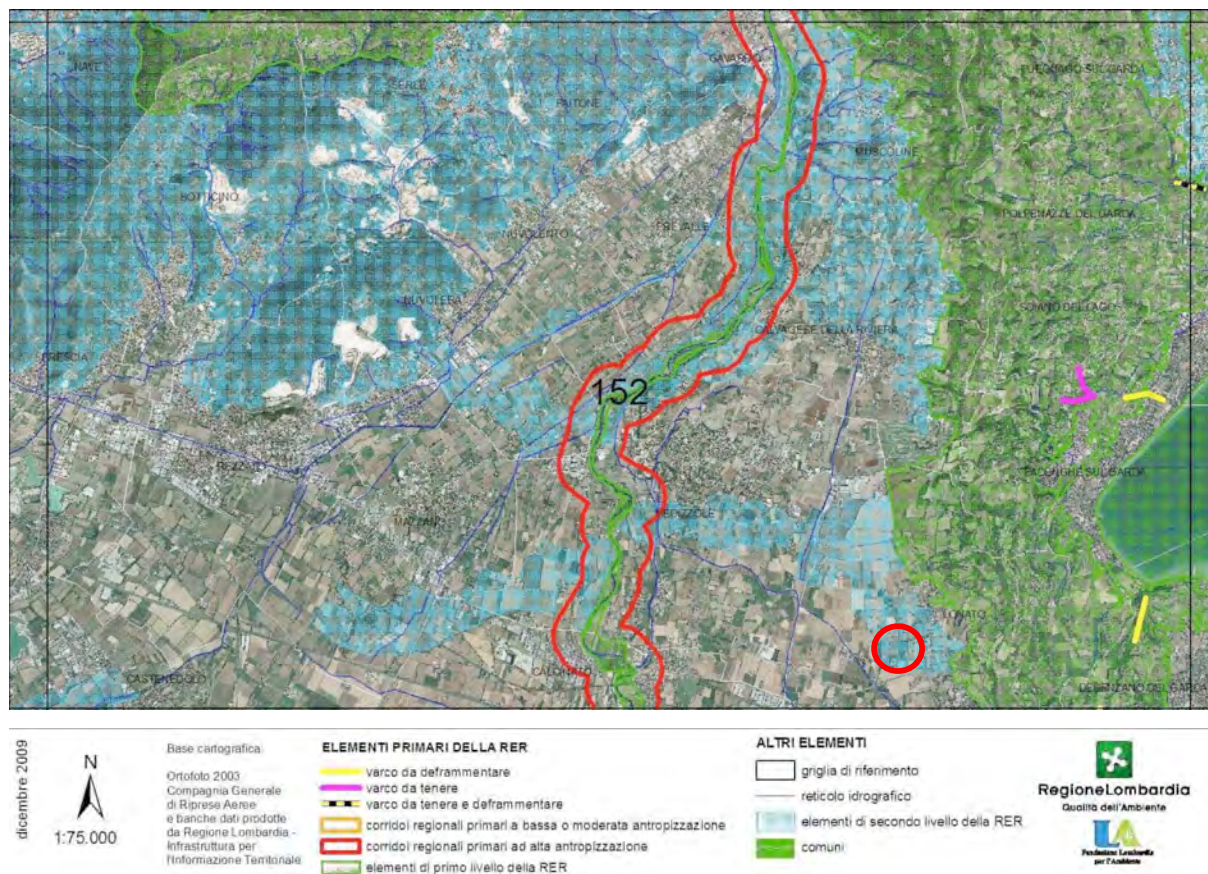 NAVE
SERLE
PAITONE
GAVARDO
PUEGNAGO SUL GARDA
MUSCOLINE
BOTTICINO
POLPENAZZE DEL GARDA
NUVOLENTO
PREVALLE
NUVOLERA
SOIANO DEL LAGO
CALVAGESE DELLA RIVIERA
BRESCIA
152
REZZATO
PADENGHE SUL GARDA
MAZZANO
BEDIZZOLE
LONATO
CALCINATO
CASTENEDOLO
DESENZANO DEL GARDA
dicembre 2009
N
1:75.000
Base cartografica:
Ortofoto 2003
Compagnia Generale
di Riprese Aeree
e banche dati prodotte
da Regione Lombardia -
Infrastruttura per
l'Informazione Territoriale
ELEMENTI PRIMARI DELLA RER
varco da deframmentare
varco da tenere
varco da tenere e deframmentare
corridoi regionali primari a bassa o moderata antropizzazione
corridoi regionali primari ad alta antropizzazione
elementi di primo livello della RER
ALTRI ELEMENTI
griglia di riferimento
reticolo idrografico
elementi di secondo livello della RER
comuni
RegioneLombardia
Qualità dell'Ambiente
Fondazione Lombardia
per l'Ambiente